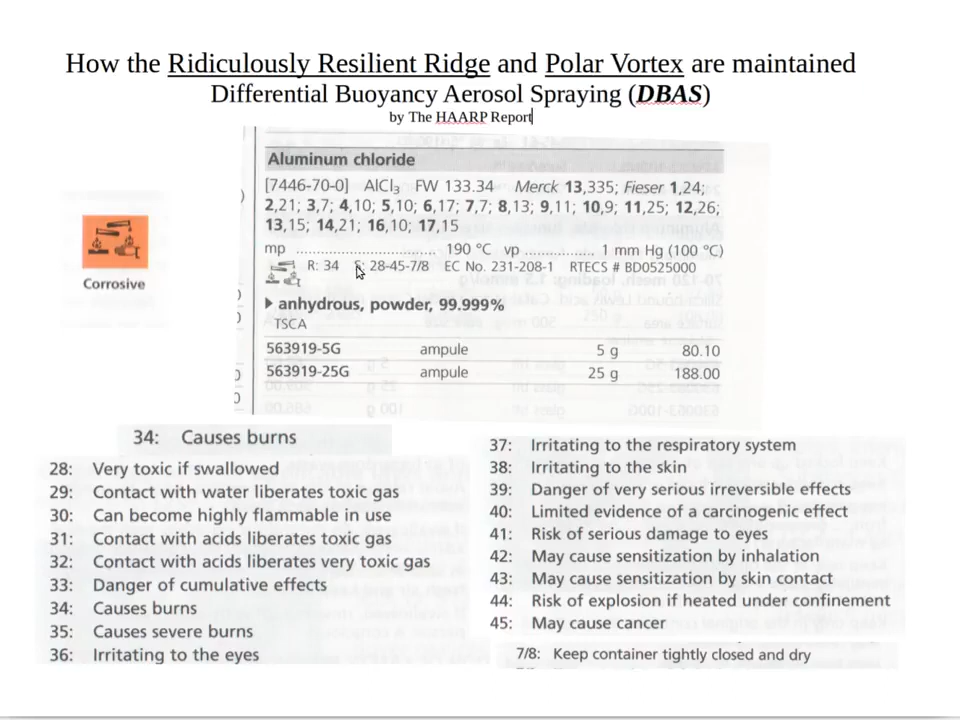 How the Ridiculously Resilient Ridge and Polar Vortex are maintained
Differential Buoyancy Aerosol Spraying (DBAS)
by The HAARP Report
Aluminum chloride
[7446-70-0] AlCl₃ FW 133.34 Merck 13,335; Fieser 1,24;
2,21; 3,7; 4,10; 5,10; 6,17; 7,7; 8,13; 9,11; 10,9; 11,25; 12,26;
13,15; 14,21; 16,10; 17,15
mp .................................. 190 °C vp ................. 1 mm Hg (100 °C)
R: 34 S: 28-45-7/8 EC No. 231-208-1 RTECS # BD0525000
Corrosive
anhydrous, powder, 99.999%
TSCA
563919-5G ampule 5 g 80.10
563919-25G ampule 25 g 188.00
34: Causes burns
28: Very toxic if swallowed
29: Contact with water liberates toxic gas
30: Can become highly flammable in use
31: Contact with acids liberates toxic gas
32: Contact with acids liberates very toxic gas
33: Danger of cumulative effects
34: Causes burns
35: Causes severe burns
36: Irritating to the eyes
37: Irritating to the respiratory system
38: Irritating to the skin
39: Danger of very serious irreversible effects
40: Limited evidence of a carcinogenic effect
41: Risk of serious damage to eyes
42: May cause sensitization by inhalation
43: May cause sensitization by skin contact
44: Risk of explosion if heated under confinement
45: May cause cancer
7/8: Keep container tightly closed and dry